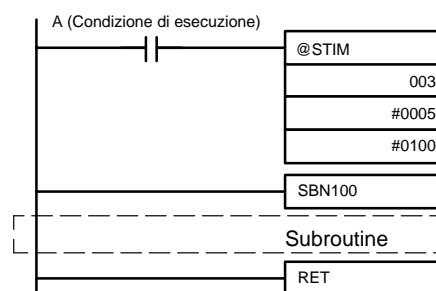 A (Condizione di esecuzione)
@STIM
003
#0005
#0100
SBN100
Subroutine
RET